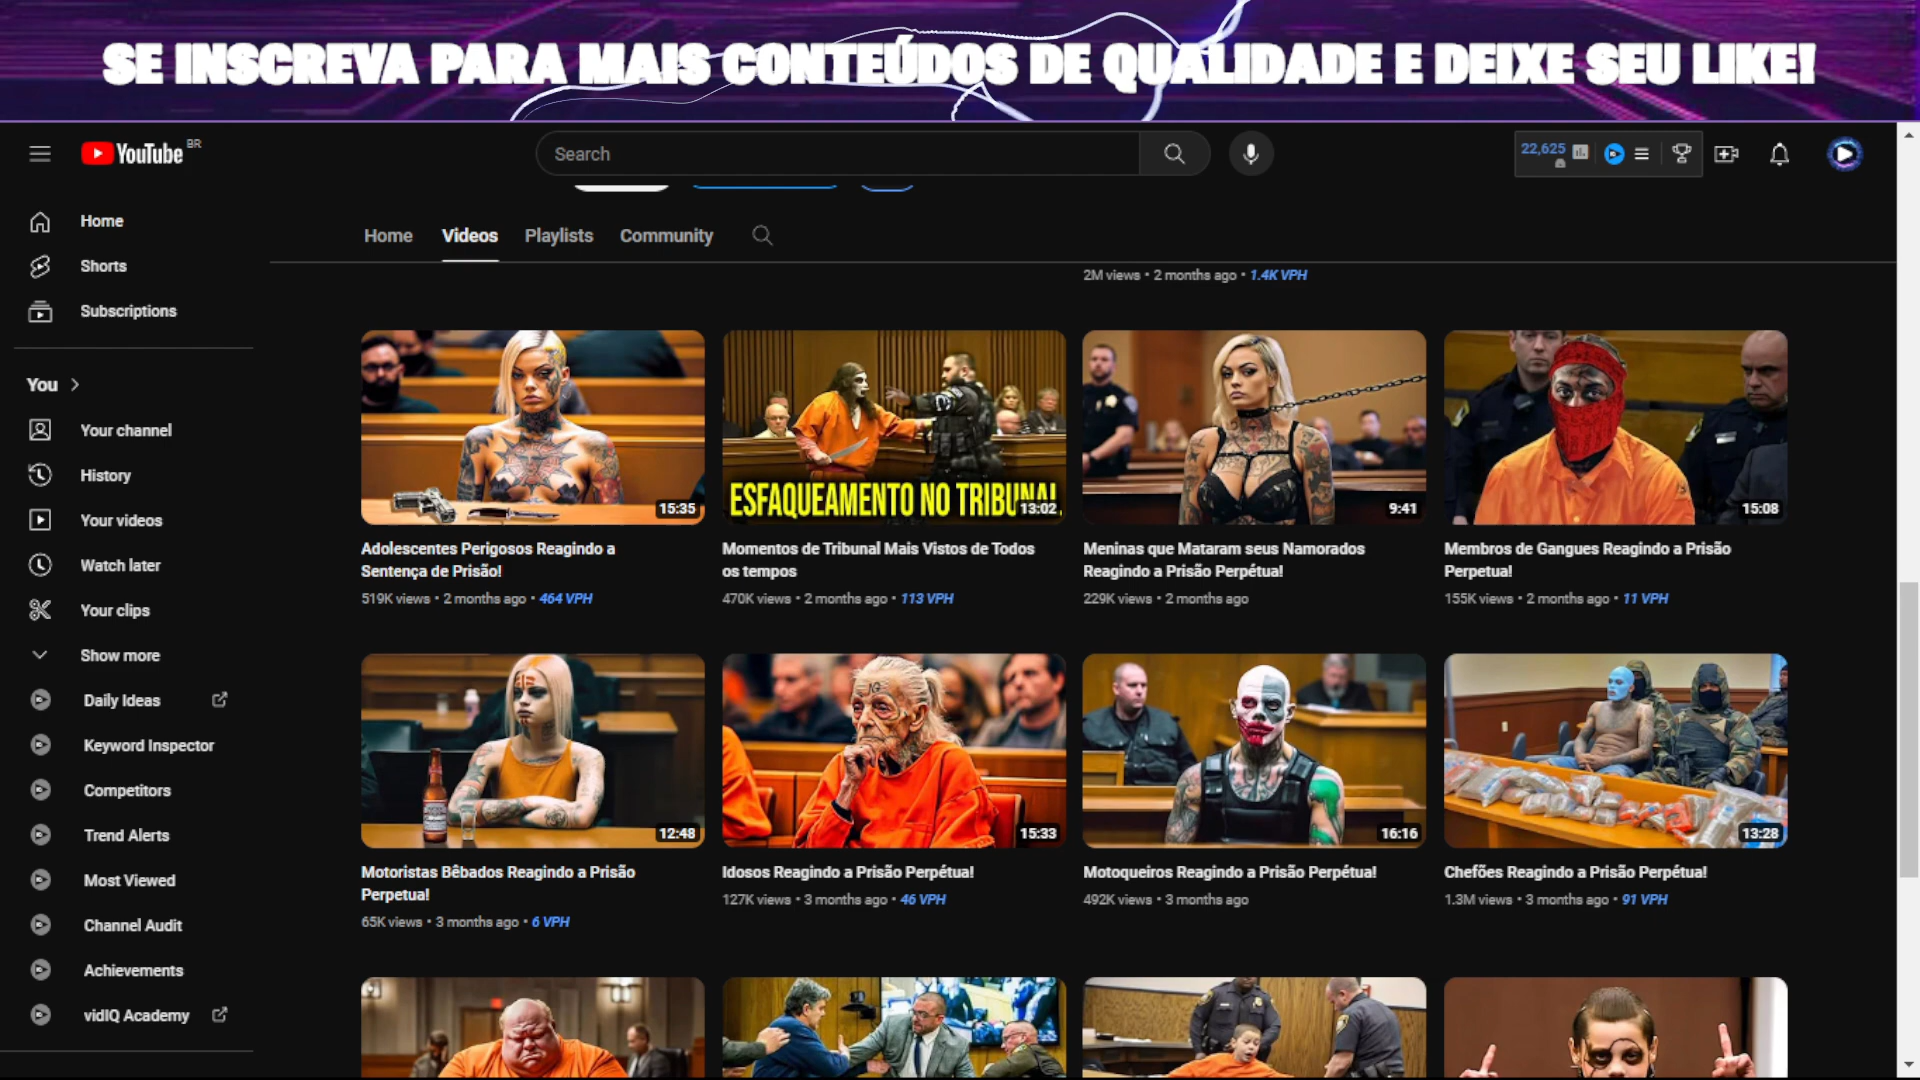 SE INSCREVA PARA MAIS CONTEÚDOS DE QUALIDADE E DEIXE SEU LIKE!
YouTube BR
Search
22,625
Home
Shorts
Subscriptions
You
Your channel
History
Your videos
Watch later
Your clips
Show more
Daily Ideas
Keyword Inspector
Competitors
Trend Alerts
Most Viewed
Channel Audit
Achievements
vidIQ Academy
Home Videos Playlists Community
2M views • 2 months ago • 1.4K VPH
15:35
ESFAQUEAMENTO NO TRIBUNAL
13:02
9:41
15:08
Adolescentes Perigosos Reagindo a
Sentença de Prisão!
519K views • 2 months ago • 464 VPH
Momentos de Tribunal Mais Vistos de Todos
os tempos
470K views • 2 months ago • 113 VPH
Meninas que Mataram seus Namorados
Reagindo a Prisão Perpétua!
229K views • 2 months ago
Membros de Gangues Reagindo a Prisão
Perpetua!
155K views • 2 months ago • 11 VPH
12:48
15:33
16:16
13:28
Motoristas Bêbados Reagindo a Prisão
Perpetua!
65K views • 3 months ago • 6 VPH
Idosos Reagindo a Prisão Perpétua!
127K views • 3 months ago • 46 VPH
Motoqueiros Reagindo a Prisão Perpétua!
492K views • 3 months ago
Chefões Reagindo a Prisão Perpétua!
1.3M views • 3 months ago • 91 VPH